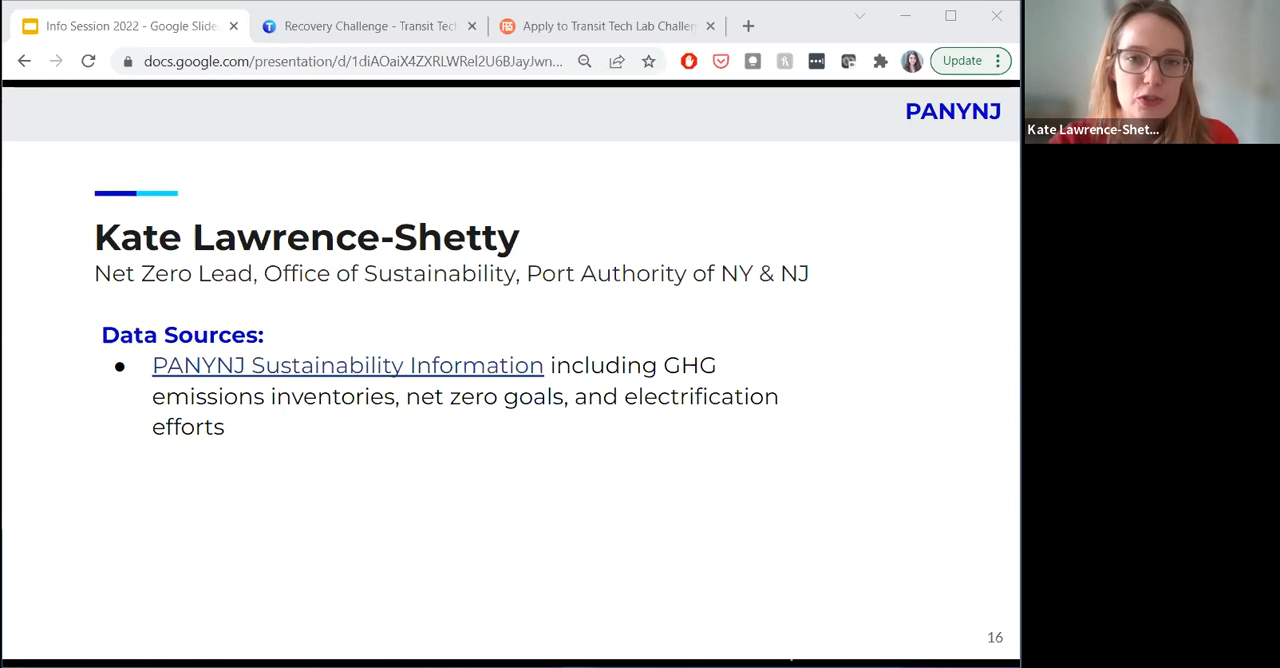 Info Session 2022 - Google Slide
Recovery Challenge - Transit Tech
Apply to Transit Tech Lab Challen
docs.google.com/presentation/d/1diAOaiX4ZXRLWRel2U6BJayJwn...
Update
PANYNJ
Kate Lawrence-Shet...
Kate Lawrence-Shetty
Net Zero Lead, Office of Sustainability, Port Authority of NY & NJ
Data Sources:
● PANYNJ Sustainability Information including GHG
emissions inventories, net zero goals, and electrification
efforts
16